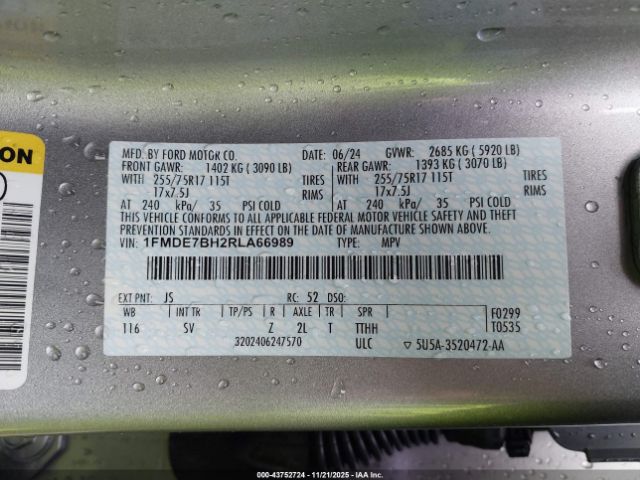 ON
MFD. BY FORD MOTOR CO. DATE: 06/24 GVWR: 2685 KG (5920 LB)
FRONT GAWR: 1402 KG (3090 LB) REAR GAWR: 1393 KG (3070 LB)
WITH 255/75R17 115T TIRES WITH 255/75R17 115T TIRES
17x7.5J RIMS 17x7.5J RIMS
AT 240 kPa/ 35 PSI COLD AT 240 kPa/ 35 PSI COLD
THIS VEHICLE CONFORMS TO ALL APPLICABLE FEDERAL MOTOR VEHICLE SAFETY AND BUMPER
STANDARDS IN EFFECT ON THE DATE OF MANUFACTURE SHOWN ABOVE.
VIN: 1FMDE7BH2RLA66989 TYPE: MPV
EXT PNT: JS RC: 52 DSO:
WB INT TR TP/PS R AXLE TR SPR F0299
116 SV Z 2L T TTHH T0535
3202406247570 ULC ▽ 5U5A-3520472-AA
000-43752724 - 11/21/2025 - IAA Inc.